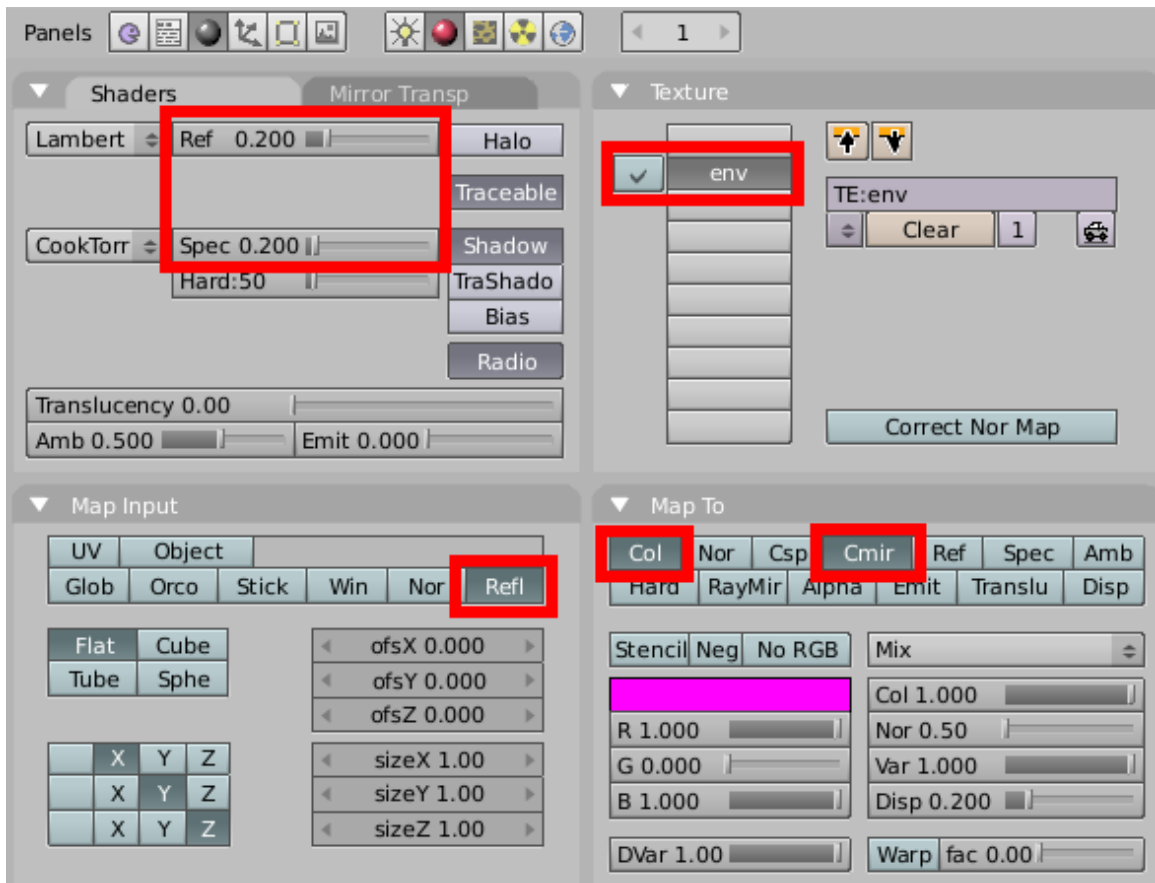 Panels 1
Shaders Mirror Transp
Lambert Ref 0.200 Halo
Traceable
CookTorr Spec 0.200 Shadow
Hard:50 TraShado
Bias
Radio
Translucency 0.00
Amb 0.500 Emit 0.000
Texture
env
TE:env
Clear 1
Correct Nor Map
Map Input
UV Object
Glob Orco Stick Win Nor Refl
Flat Cube ofsX 0.000
Tube Sphe ofsY 0.000
ofsZ 0.000
X Y Z sizeX 1.00
X Y Z sizeY 1.00
X Y Z sizeZ 1.00
Map To
Col Nor Csp Cmir Ref Spec Amb
Hard RayMir Alpha Emit Translu Disp
Stencil Neg No RGB Mix
Col 1.000
R 1.000 Nor 0.50
G 0.000 Var 1.000
B 1.000 Disp 0.200
DVar 1.00 Warp fac 0.00